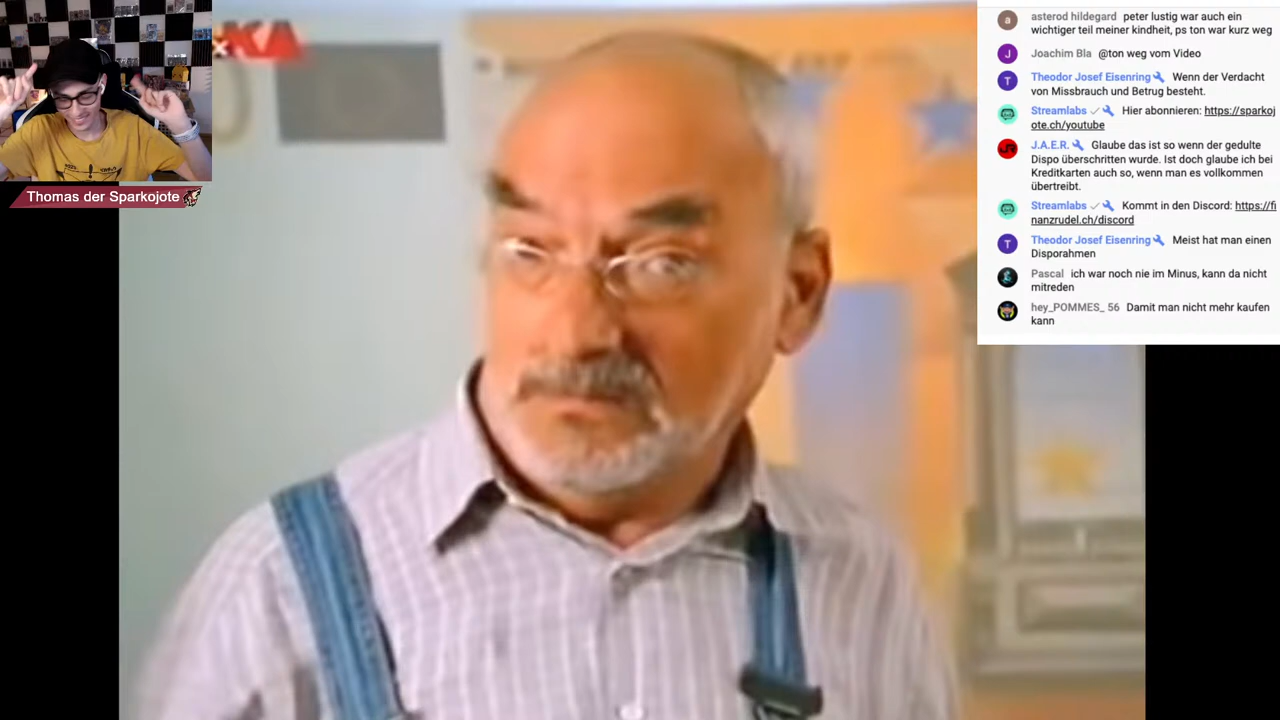 KA
Thomas der Sparkojote
asterod hildegard peter lustig war auch ein
wichtiger teil meiner kindheit, ps ton war kurz weg
Joachim Bla @ton weg vom Video
Theodor Josef Eisenring Wenn der Verdacht
von Missbrauch und Betrug besteht.
Streamlabs Hier abonnieren: https://sparkoj
ote.ch/youtube
J.A.E.R. Glaube das ist so wenn der gedulte
Dispo überschritten wurde. Ist doch glaube ich bei
Kreditkarten auch so, wenn man es vollkommen
übertreibt.
Streamlabs Kommt in den Discord: https://fi
nanzrudel.ch/discord
Theodor Josef Eisenring Meist hat man einen
Disporahmen
Pascal ich war noch nie im Minus, kann da nicht
mitreden
hey_POMMES_ 56 Damit man nicht mehr kaufen
kann